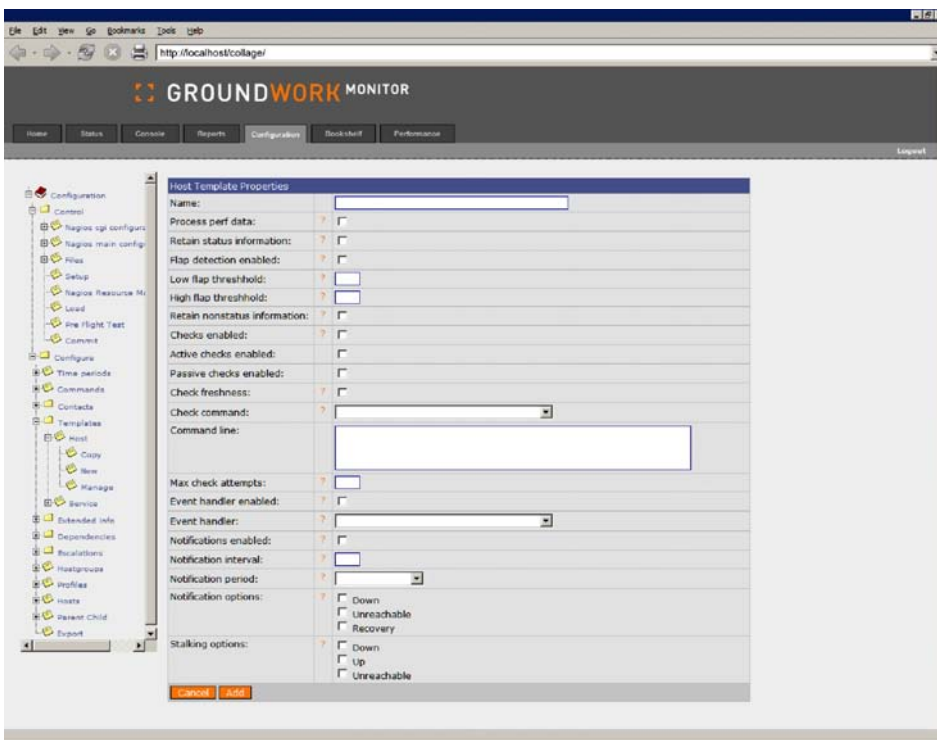 File Edit View Go Bookmarks Tools Help
http://localhost/collage/
GROUNDWORK MONITOR
Home Status Console Reports Configuration Bookshelf Performance
Logout
Configuration
Control
Nagios cgi configura
Nagios main config
Files
Setup
Nagios Resource M
Load
Pre Flight Test
Commit
Configure
Time periods
Commands
Contacts
Templates
Host
Copy
New
Manage
Service
Extended Info
Dependencies
Escalations
Hostgroups
Profiles
Hosts
Parent Child
Export
Host Template Properties
Name:
Process perf data: ?
Retain status information: ?
Flap detection enabled: ?
Low flap threshhold: ?
High flap threshhold: ?
Retain nonstatus information: ?
Checks enabled: ?
Active checks enabled:
Passive checks enabled:
Check freshness: ?
Check command: ?
Command line:
Max check attempts: ?
Event handler enabled: ?
Event handler: ?
Notifications enabled: ?
Notification interval: ?
Notification period: ?
Notification options: ? Down
Unreachable
Recovery
Stalking options: ? Down
Up
Unreachable
Cancel Add